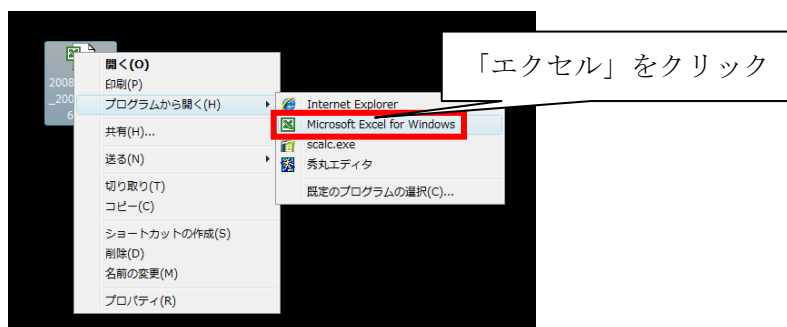 「エクセル」をクリック
2008
_200
6
開く(O)
印刷(P)
プログラムから開く(H)
共有(H)...
送る(N)
切り取り(T)
コピー(C)
ショートカットの作成(S)
削除(D)
名前の変更(M)
プロパティ(R)
Internet Explorer
Microsoft Excel for Windows
scalc.exe
秀丸エディタ
既定のプログラムの選択(C)...